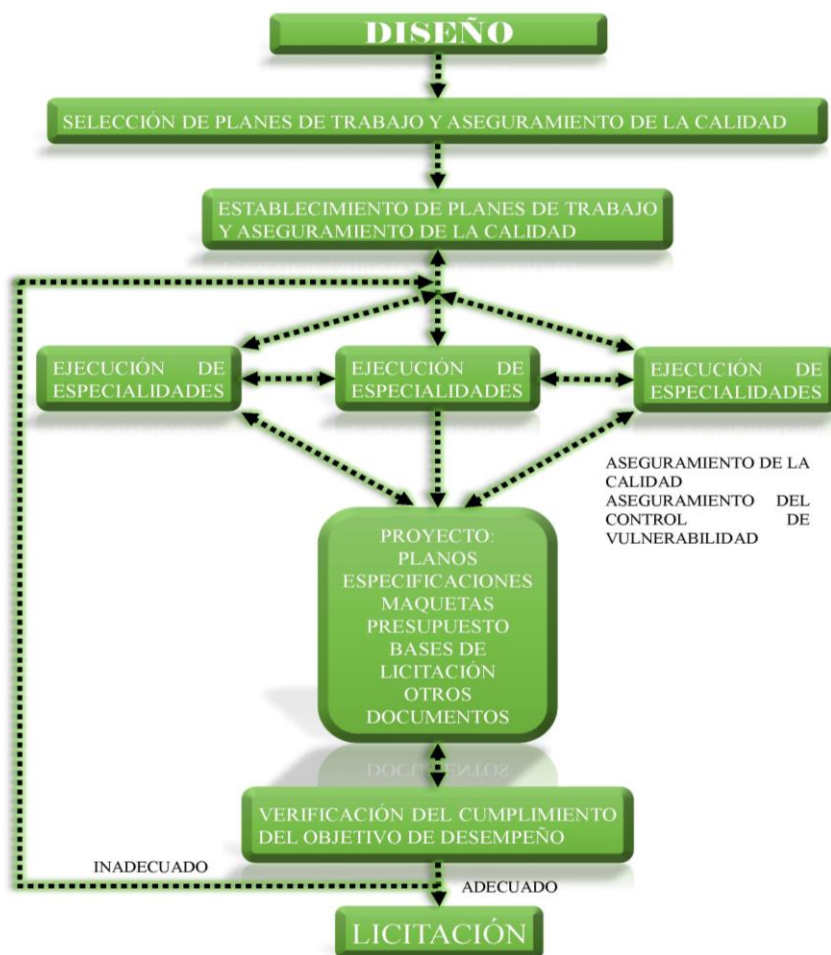 DISEÑO
SELECCIÓN DE PLANES DE TRABAJO Y ASEGURAMIENTO DE LA CALIDAD
ESTABLECIMIENTO DE PLANES DE TRABAJO
Y ASEGURAMIENTO DE LA CALIDAD
EJECUCIÓN DE
ESPECIALIDADES
EJECUCIÓN DE
ESPECIALIDADES
EJECUCIÓN DE
ESPECIALIDADES
ASEGURAMIENTO DE LA
CALIDAD
ASEGURAMIENTO DEL
CONTROL DE
VULNERABILIDAD
PROYECTO:
PLANOS
ESPECIFICACIONES
MAQUETAS
PRESUPUESTO
BASES DE
LICITACIÓN
OTROS
DOCUMENTOS
VERIFICACIÓN DEL CUMPLIMIENTO
DEL OBJETIVO DE DESEMPEÑO
INADECUADO
ADECUADO
LICITACIÓN